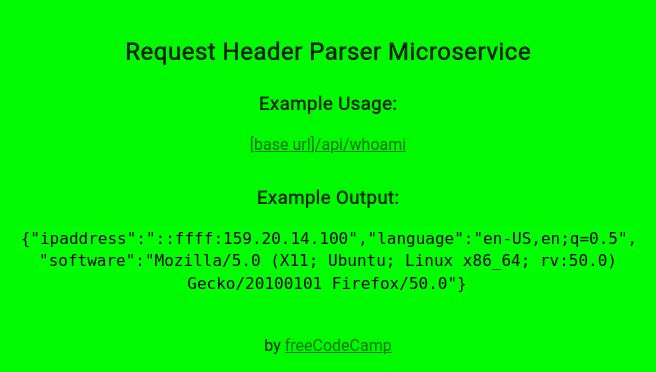 Request Header Parser Microservice
Example Usage:
[base url]/api/whoami
Example Output:
{"ipaddress":"::ffff:159.20.14.100","language":"en-US,en;q=0.5",
"software":"Mozilla/5.0 (X11; Ubuntu; Linux x86_64; rv:50.0)
Gecko/20100101 Firefox/50.0"}
by freeCodeCamp